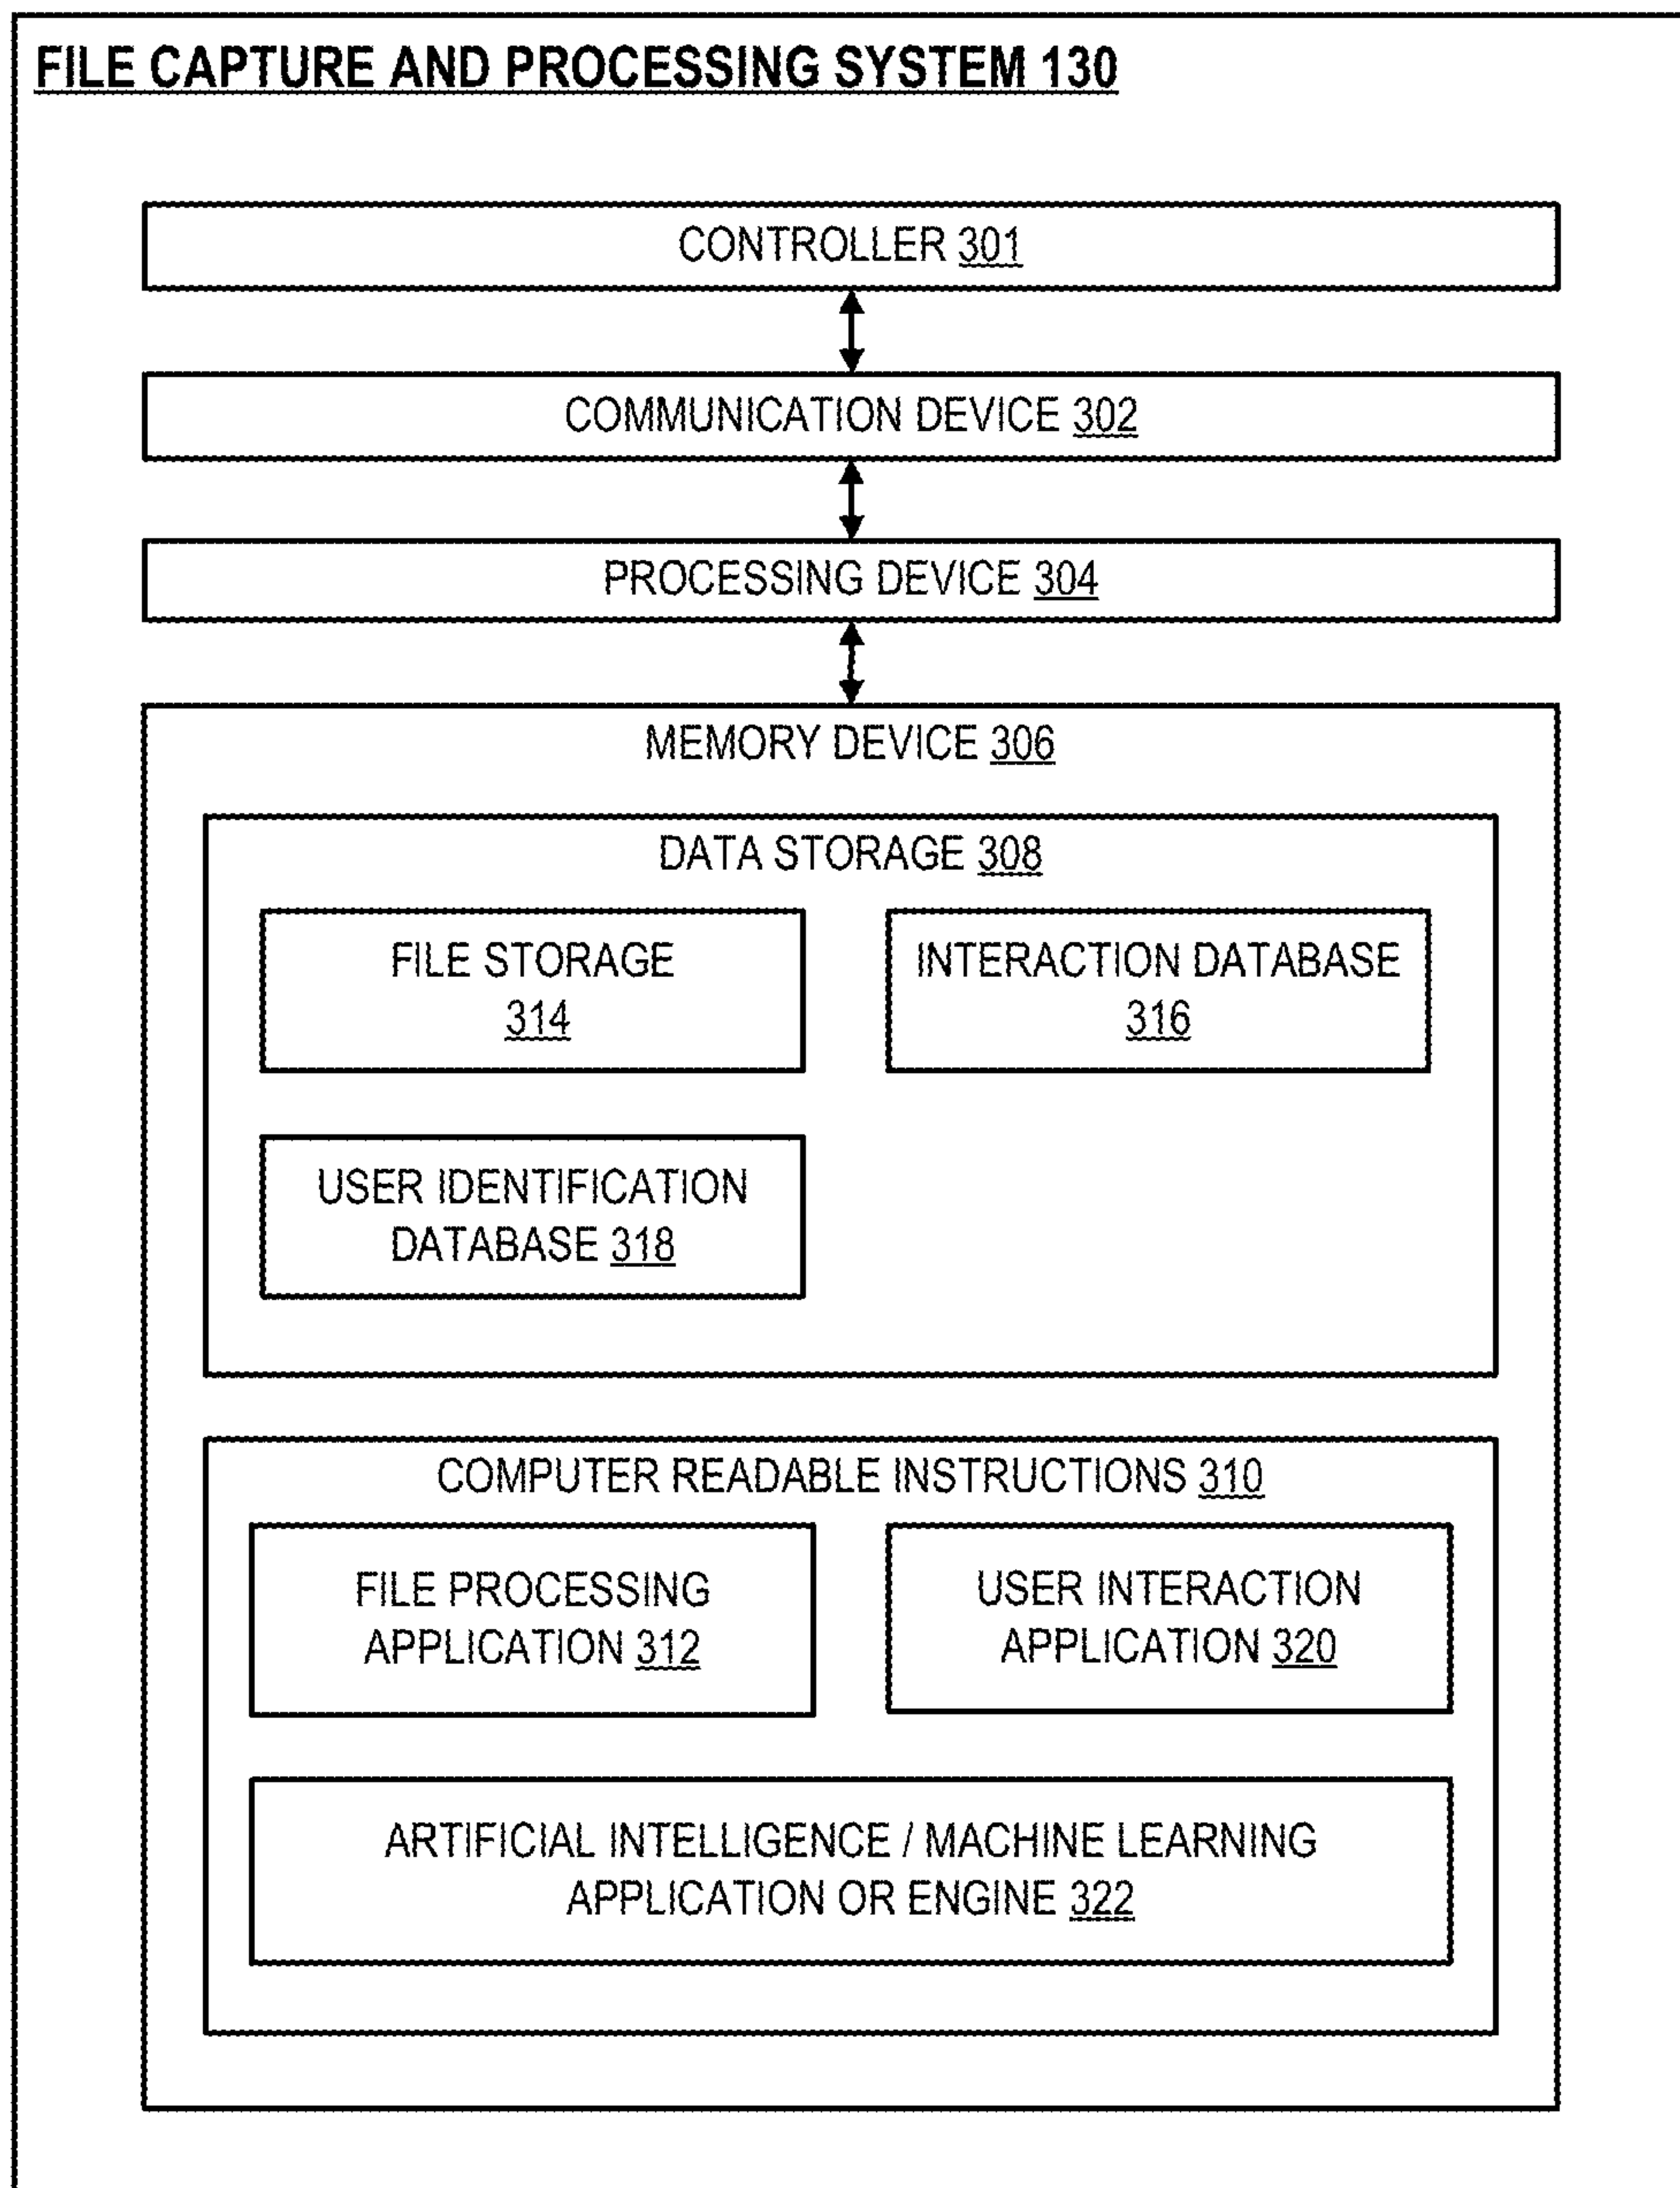 FILE CAPTURE AND PROCESSING SYSTEM 130
CONTROLLER 301
COMMUNICATION DEVICE 302
PROCESSING DEVICE 304
MEMORY DEVICE 306
DATA STORAGE 308
FILE STORAGE
314
INTERACTION DATABASE
316
USER IDENTIFICATION
DATABASE 318
COMPUTER READABLE INSTRUCTIONS 310
FILE PROCESSING
APPLICATION 312
USER INTERACTION
APPLICATION 320
ARTIFICIAL INTELLIGENCE / MACHINE LEARNING
APPLICATION OR ENGINE 322